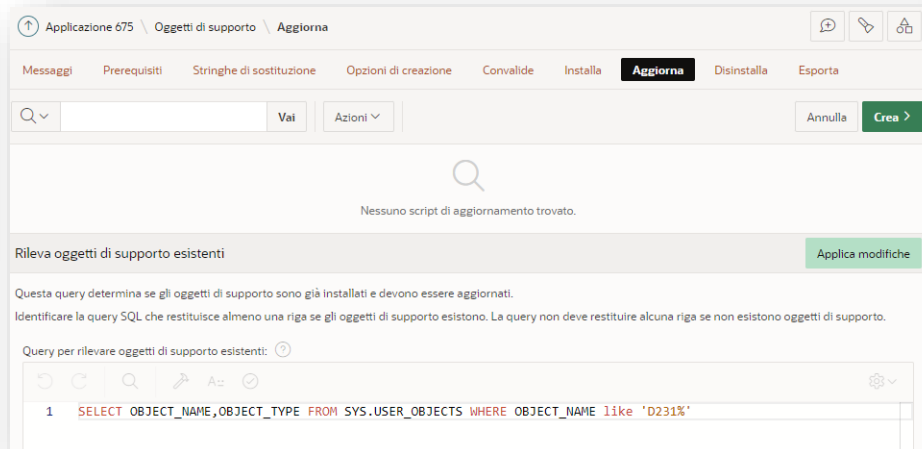 Applicazione 675 \ Oggetti di supporto \ Aggiorna
Messaggi Prerequisiti Stringhe di sostituzione Opzioni di creazione Convalide Installa Aggiorna Disinstalla Esporta
Vai Azioni Annulla Crea >
Nessuno script di aggiornamento trovato.
Rileva oggetti di supporto esistenti Applica modifiche
Questa query determina se gli oggetti di supporto sono già installati e devono essere aggiornati.
Identificare la query SQL che restituisce almeno una riga se gli oggetti di supporto esistono. La query non deve restituire alcuna riga se non esistono oggetti di supporto.
Query per rilevare oggetti di supporto esistenti: ?
A::
1 SELECT OBJECT_NAME,OBJECT_TYPE FROM SYS.USER_OBJECTS WHERE OBJECT_NAME like 'D231%'